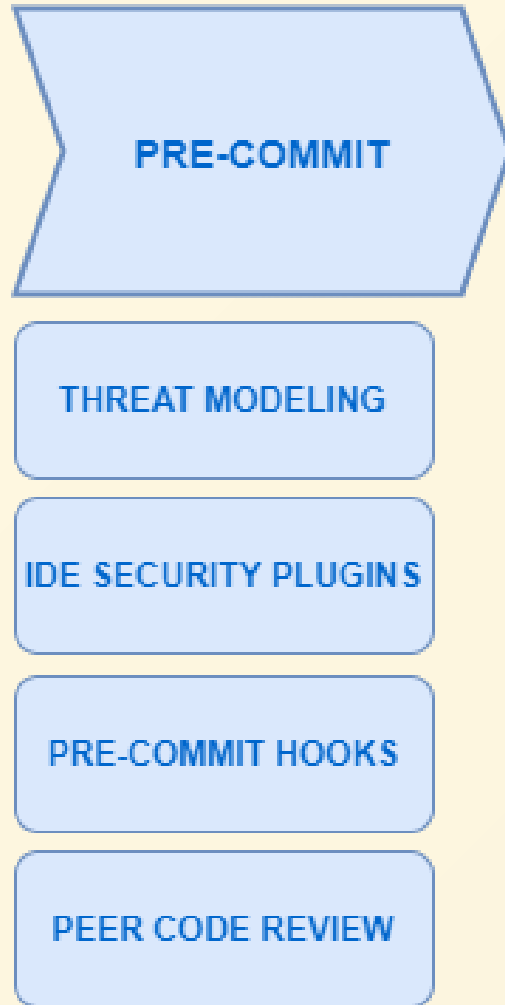 PRE-COMMIT
THREAT MODELING
IDE SECURITY PLUGINS
PRE-COMMIT HOOKS
PEER CODE REVIEW